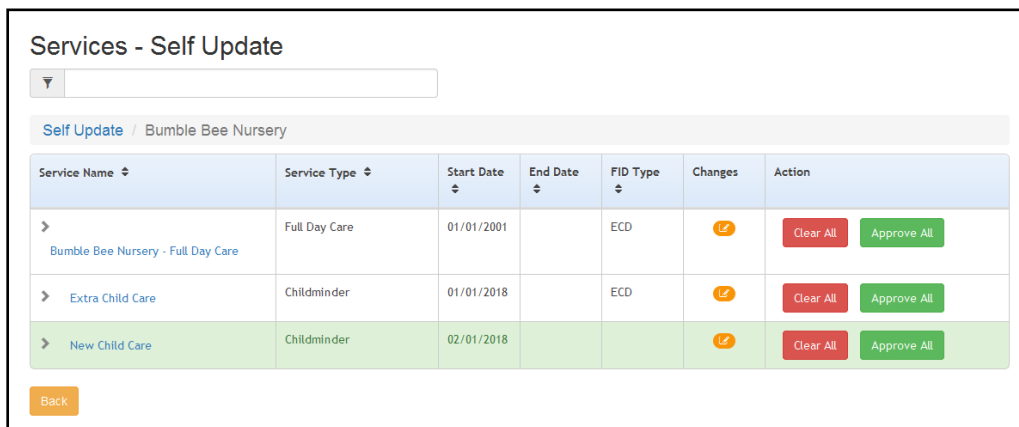 Services - Self Update
Self Update / Bumble Bee Nursery
Service Name Service Type Start Date End Date FID Type Changes Action
Bumble Bee Nursery - Full Day Care Full Day Care 01/01/2001 ECD Clear All Approve All
Extra Child Care Childminder 01/01/2018 ECD Clear All Approve All
New Child Care Childminder 02/01/2018 Clear All Approve All
Back